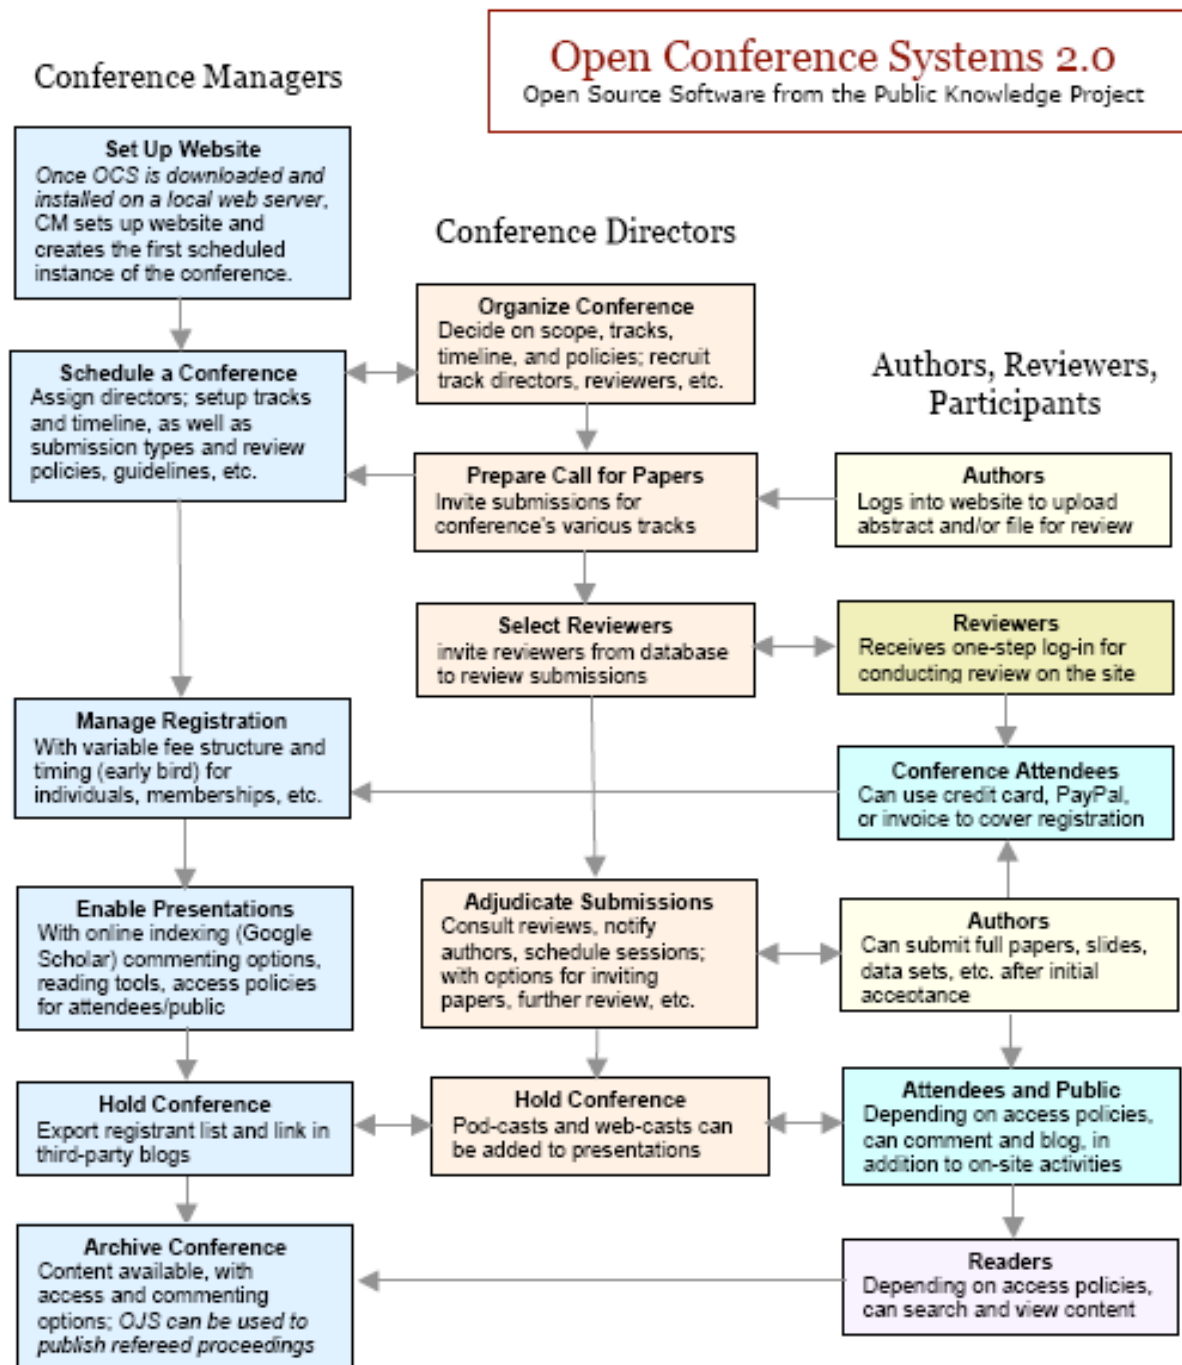 Open Conference Systems 2.0
Open Source Software from the Public Knowledge Project
Conference Managers
Set Up Website
Once OCS is downloaded and
installed on a local web server,
CM sets up website and
creates the first scheduled
instance of the conference.
Schedule a Conference
Assign directors; setup tracks
and timeline, as well as
submission types and review
policies, guidelines, etc.
Manage Registration
With variable fee structure and
timing (early bird) for
individuals, memberships, etc.
Enable Presentations
With online indexing (Google
Scholar) commenting options,
reading tools, access policies
for attendees/public
Hold Conference
Export registrant list and link in
third-party blogs
Archive Conference
Content available, with
access and commenting
options; OJS can be used to
publish refereed proceedings
Conference Directors
Organize Conference
Decide on scope, tracks,
timeline, and policies; recruit
track directors, reviewers, etc.
Prepare Call for Papers
Invite submissions for
conference's various tracks
Select Reviewers
invite reviewers from database
to review submissions
Adjudicate Submissions
Consult reviews, notify
authors, schedule sessions;
with options for inviting
papers, further review, etc.
Hold Conference
Pod-casts and web-casts can
be added to presentations
Authors, Reviewers,
Participants
Authors
Logs into website to upload
abstract and/or file for review
Reviewers
Receives one-step log-in for
conducting review on the site
Conference Attendees
Can use credit card, PayPal,
or invoice to cover registration
Authors
Can submit full papers, slides,
data sets, etc. after initial
acceptance
Attendees and Public
Depending on access policies,
can comment and blog, in
addition to on-site activities
Readers
Depending on access policies,
can search and view content